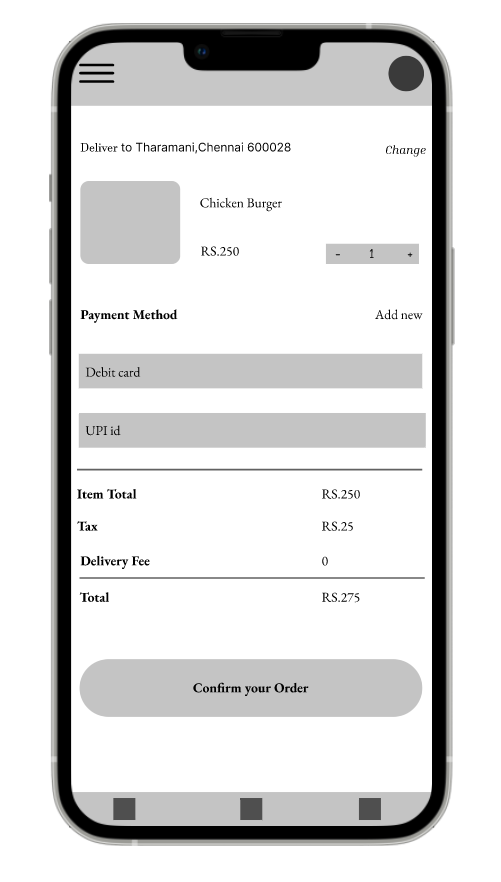 Deliver to Tharamani,Chennai 600028
Change
Chicken Burger
RS.250
- 1 +
Payment Method
Add new
Debit card
UPI id
Item Total RS.250
Tax RS.25
Delivery Fee 0
Total RS.275
Confirm your Order